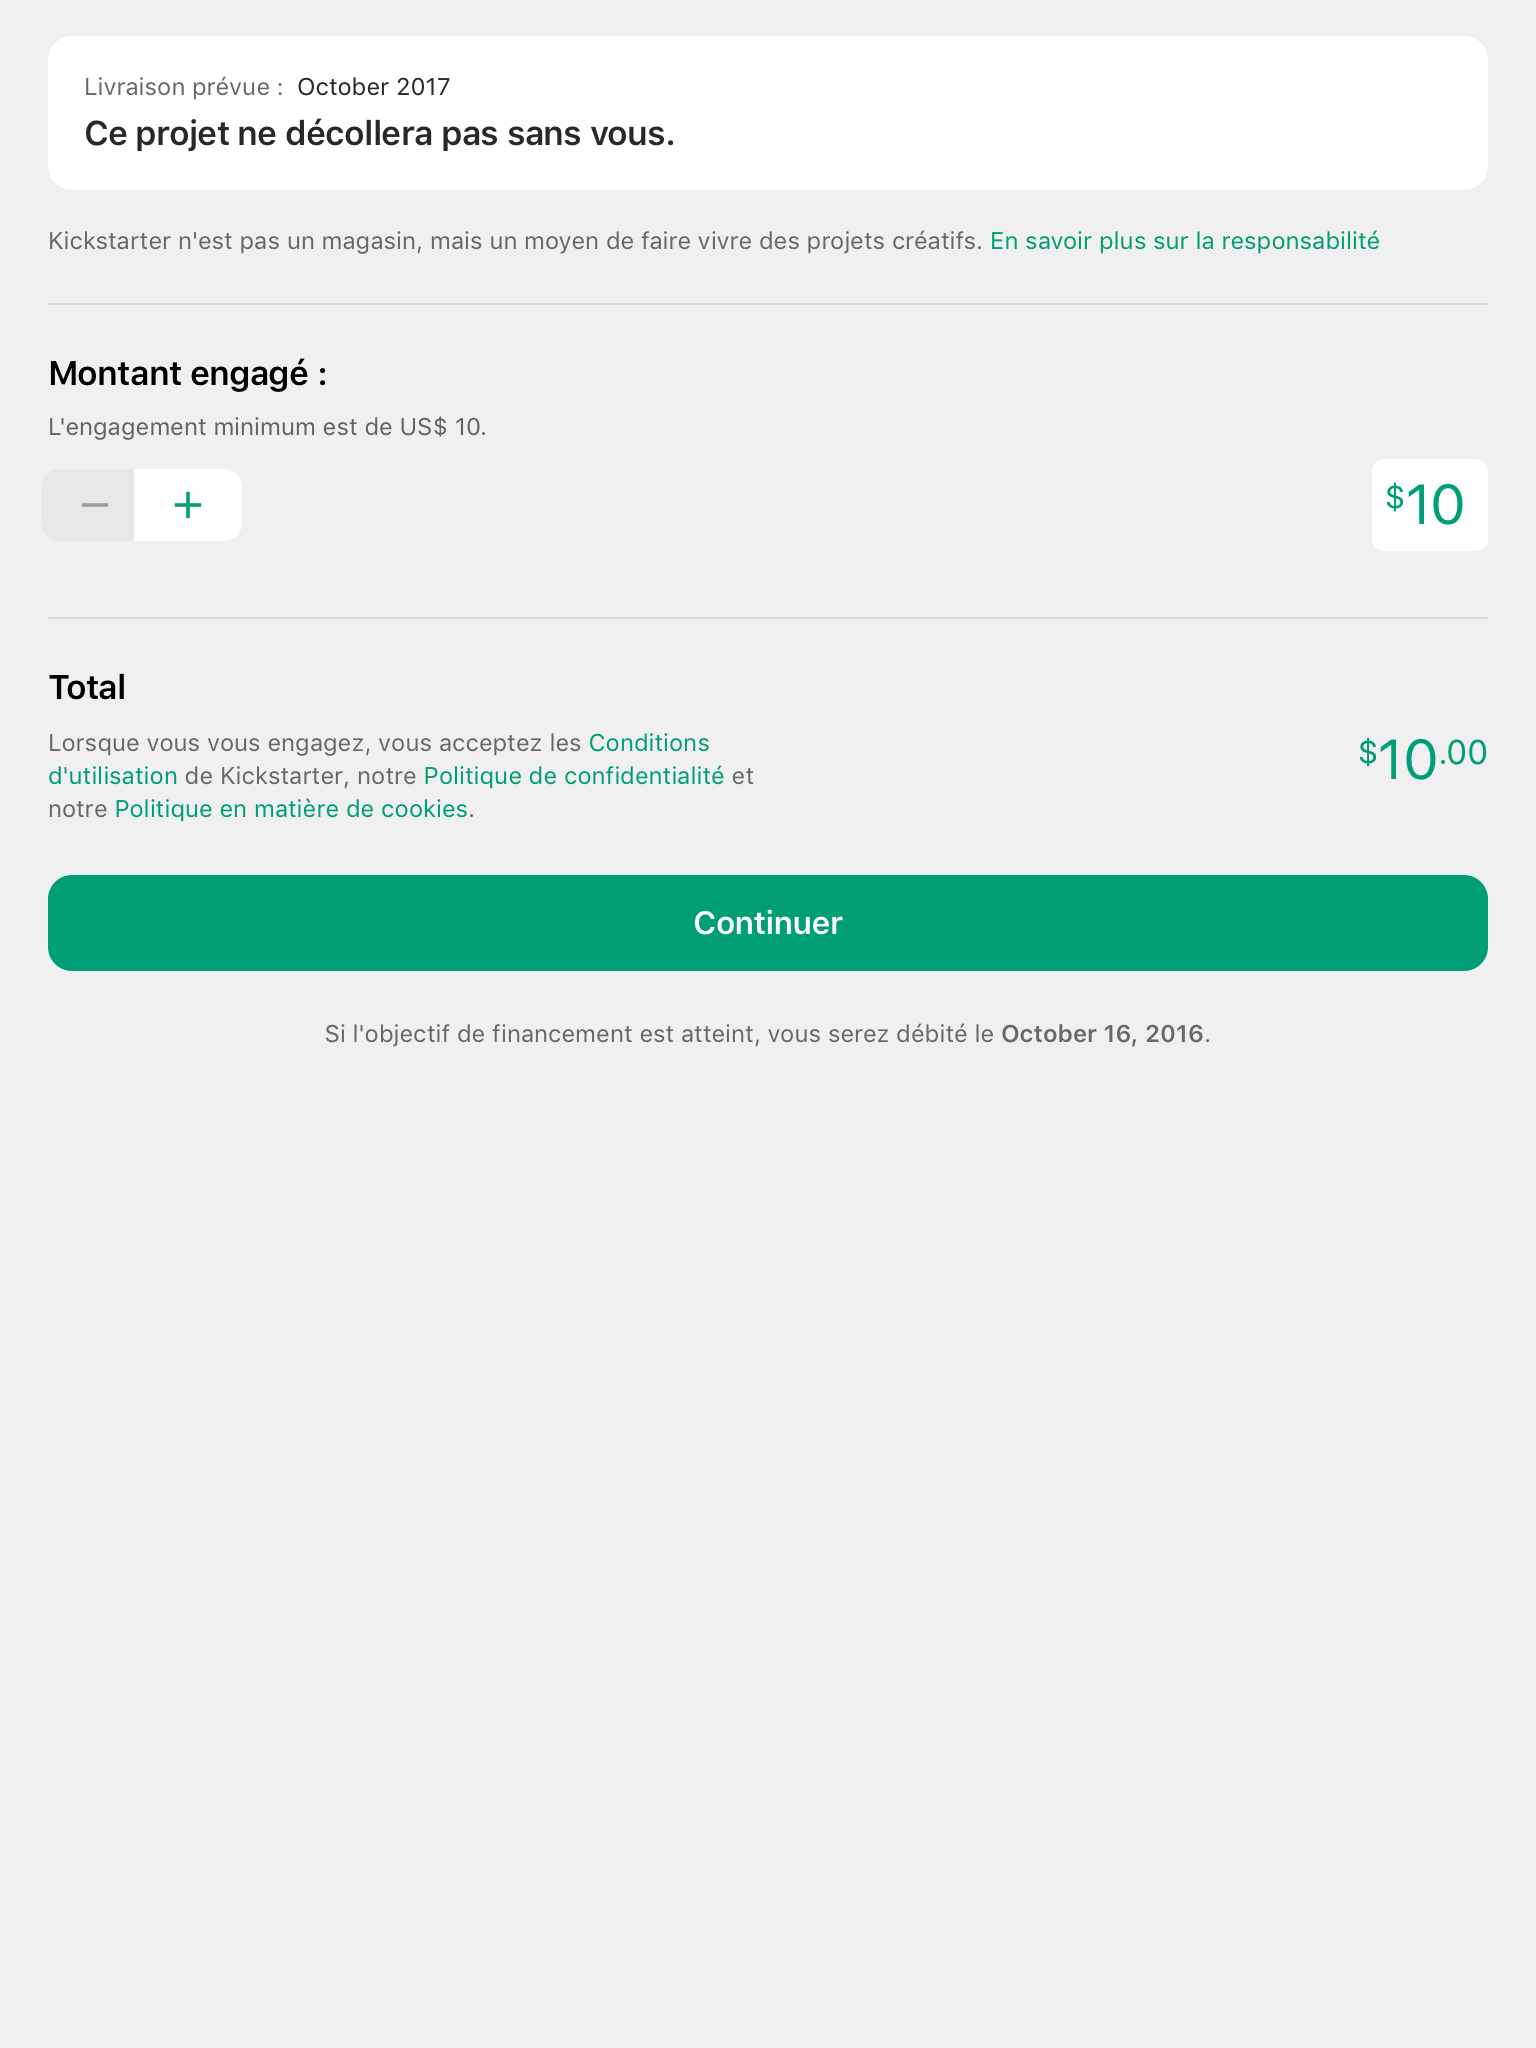 Livraison prévue : October 2017
Ce projet ne décollera pas sans vous.
Kickstarter n'est pas un magasin, mais un moyen de faire vivre des projets créatifs. En savoir plus sur la responsabilité
Montant engagé :
L'engagement minimum est de US$ 10.
$10
Total
Lorsque vous vous engagez, vous acceptez les Conditions
d'utilisation de Kickstarter, notre Politique de confidentialité et
notre Politique en matière de cookies.
$10.00
Continuer
Si l'objectif de financement est atteint, vous serez débité le October 16, 2016.